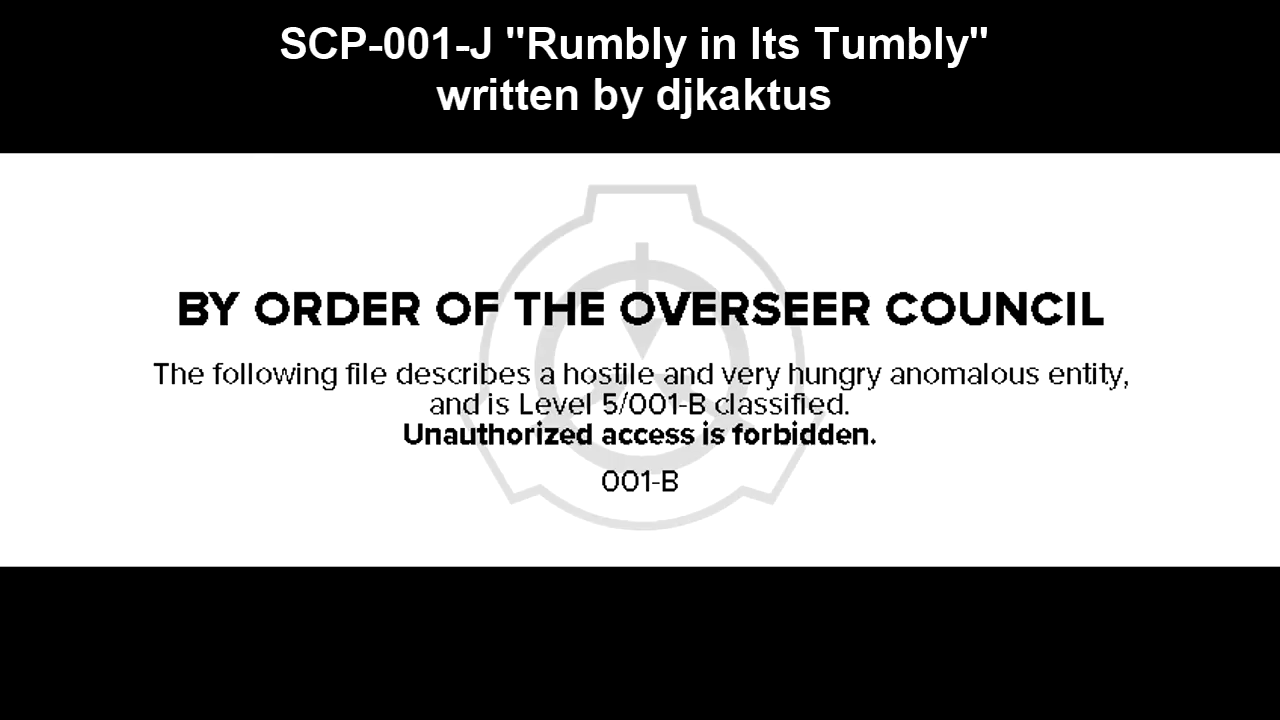 SCP-001-J "Rumbly in Its Tumbly"
written by djkaktus
BY ORDER OF THE OVERSEER COUNCIL
The following file describes a hostile and very hungry anomalous entity,
and is Level 5/001-B classified.
Unauthorized access is forbidden.
001-B